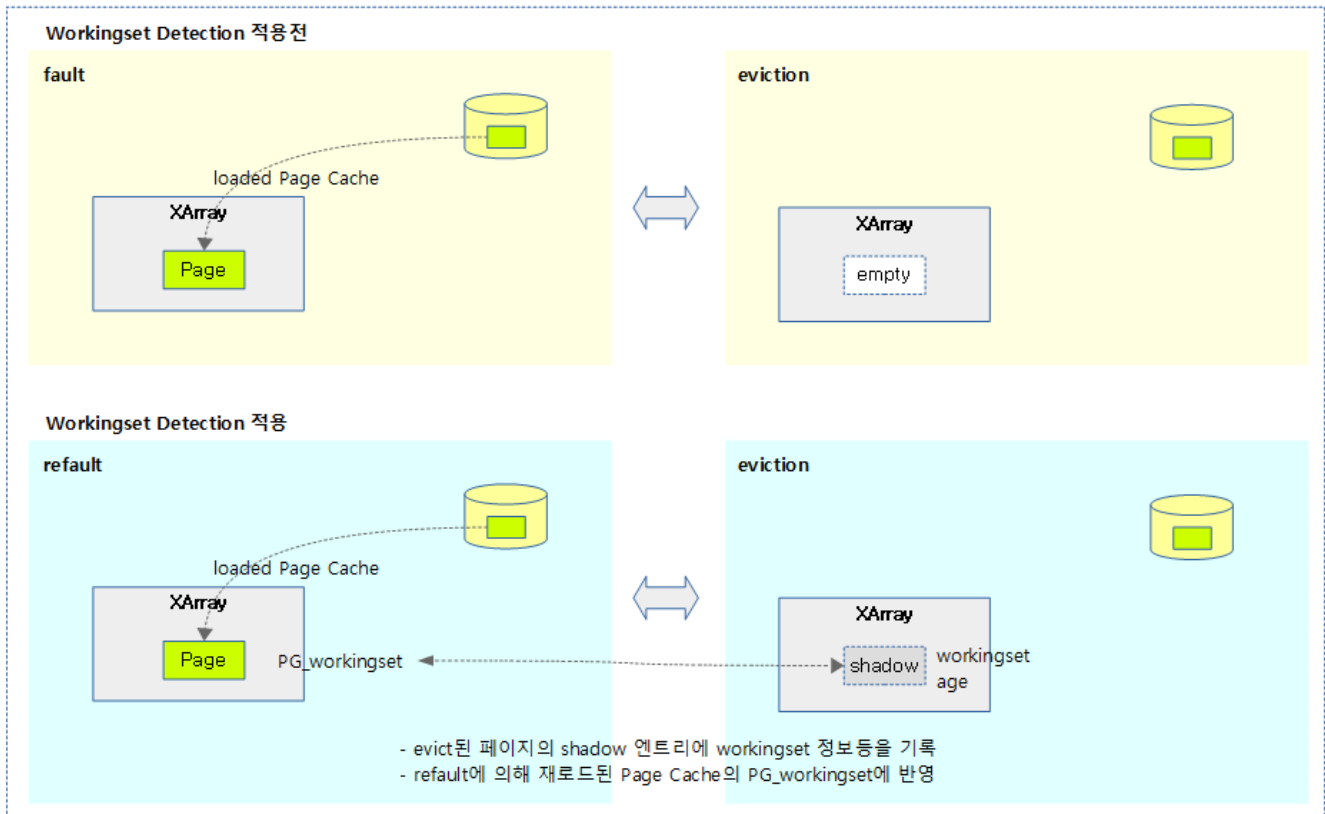 Workingset Detection 적용전
fault
eviction
loaded Page Cache
XArray
Page
XArray
empty
Workingset Detection 적용
refault
eviction
loaded Page Cache
XArray
Page
PG_workingset
XArray
shadow
workingset
age
- evict된 페이지의 shadow 엔트리에 workingset 정보등을 기록
- refault에 의해 재로드된 Page Cache의 PG_workingset에 반영